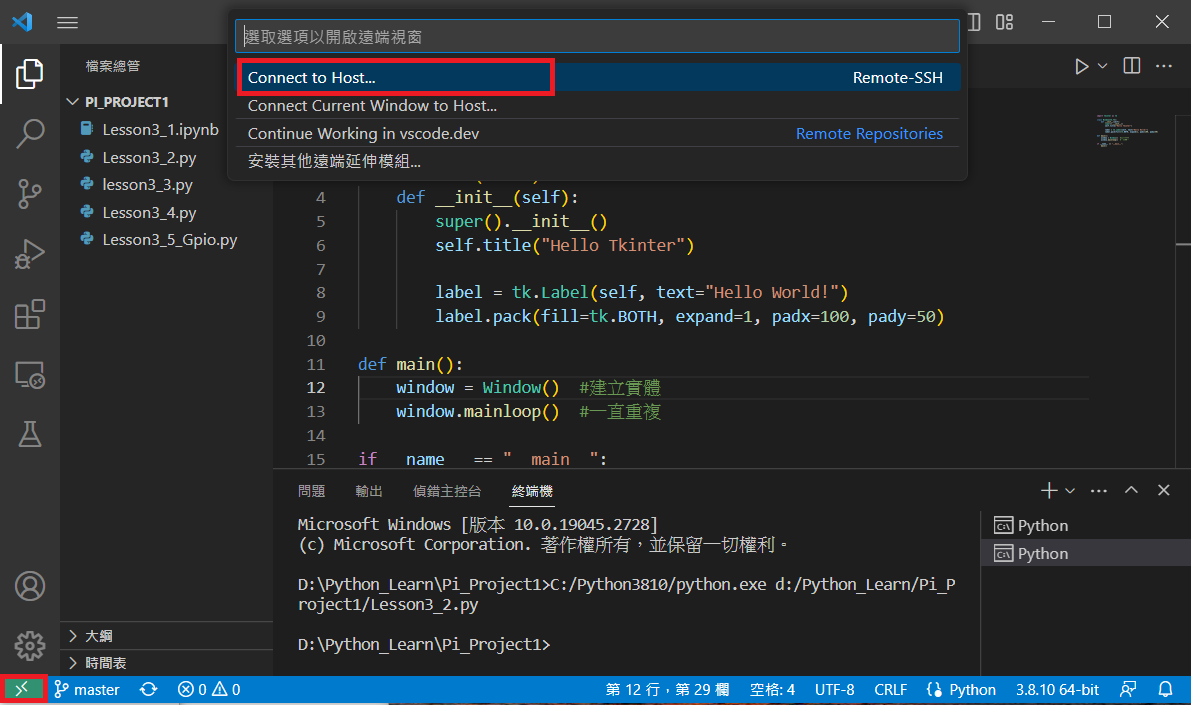 選取選項以開啟遠端視窗
Connect to Host... Remote-SSH
Connect Current Window to Host...
Continue Working in vscode.dev Remote Repositories
安裝其他遠端延伸模組...
檔案總管
PI_PROJECT1
Lesson3_1.ipynb
Lesson3_2.py
lesson3_3.py
Lesson3_4.py
Lesson3_5_Gpio.py
大綱
時間表
4 def __init__(self):
5 super().__init__()
6 self.title("Hello Tkinter")
7
8 label = tk.Label(self, text="Hello World!")
9 label.pack(fill=tk.BOTH, expand=1, padx=100, pady=50)
10
11 def main():
12 window = Window() #建立實體
13 window.mainloop() #一直重複
14
15 if name == " main ":
問題 輸出 偵錯主控台 終端機
Microsoft Windows [版本 10.0.19045.2728]
(c) Microsoft Corporation. 著作權所有，並保留一切權利。
D:\Python_Learn\Pi_Project1>C:/Python3810/python.exe d:/Python_Learn/Pi_P
roject1/Lesson3_2.py
D:\Python_Learn\Pi_Project1>
Python
Python
master 0 0 第 12 行，第 29 欄 空格: 4 UTF-8 CRLF Python 3.8.10 64-bit